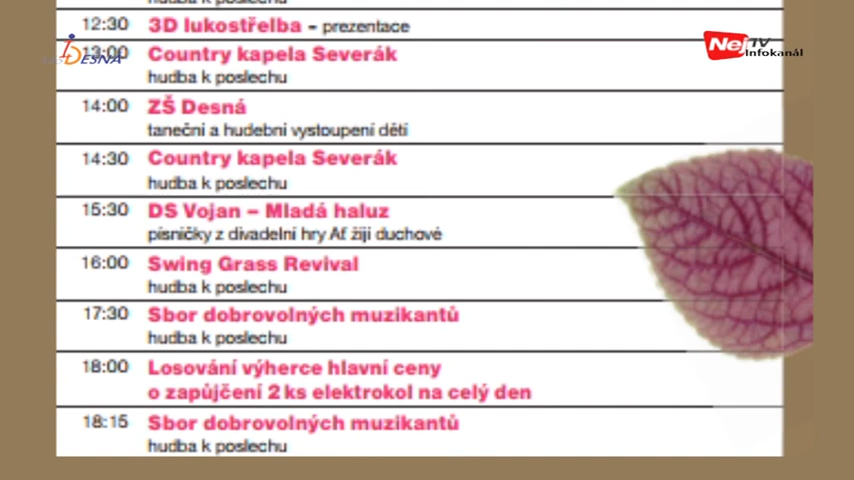 hudba k poslechu
12:30 3D lukostřelba – prezentace
13:00 Country kapela Severák
hudba k poslechu
14:00 ZŠ Desná
taneční a hudební vystoupení dětí
14:30 Country kapela Severák
hudba k poslechu
15:30 DS Vojan – Mladá haluz
písničky z divadelní hry Ať žijí duchové
16:00 Swing Grass Revival
hudba k poslechu
17:30 Sbor dobrovolných muzikantů
hudba k poslechu
18:00 Losování výherce hlavní ceny
o zapůjčení 2 ks elektrokol na celý den
18:15 Sbor dobrovolných muzikantů
hudba k poslechu
DESNÁ
Nej TV
Infokanál